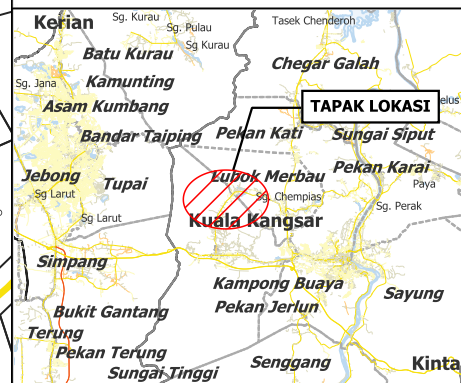 Kerian
Sg. Kurau
Tasek Chenderoh
Sg. Pulau
Sg Kurau
Batu Kurau
Chegar Galah
Sg. Jana
Kamunting
Asam Kumbang
TAPAK LOKASI
Bandar Taiping
Pekan Kati
Sungai Siput
Jebong
Tupai
Lubok Merbau
Pekan Karai
Paya
Sg Larut
Sg. Chempias
Sg. Perak
Sg Larut
Kuala Kangsar
Simpang
Kampong Buaya
Sayung
Bukit Gantang
Pekan Jerlun
Terung
Pekan Terung
Senggang
Kinta
Sungai Tinggi